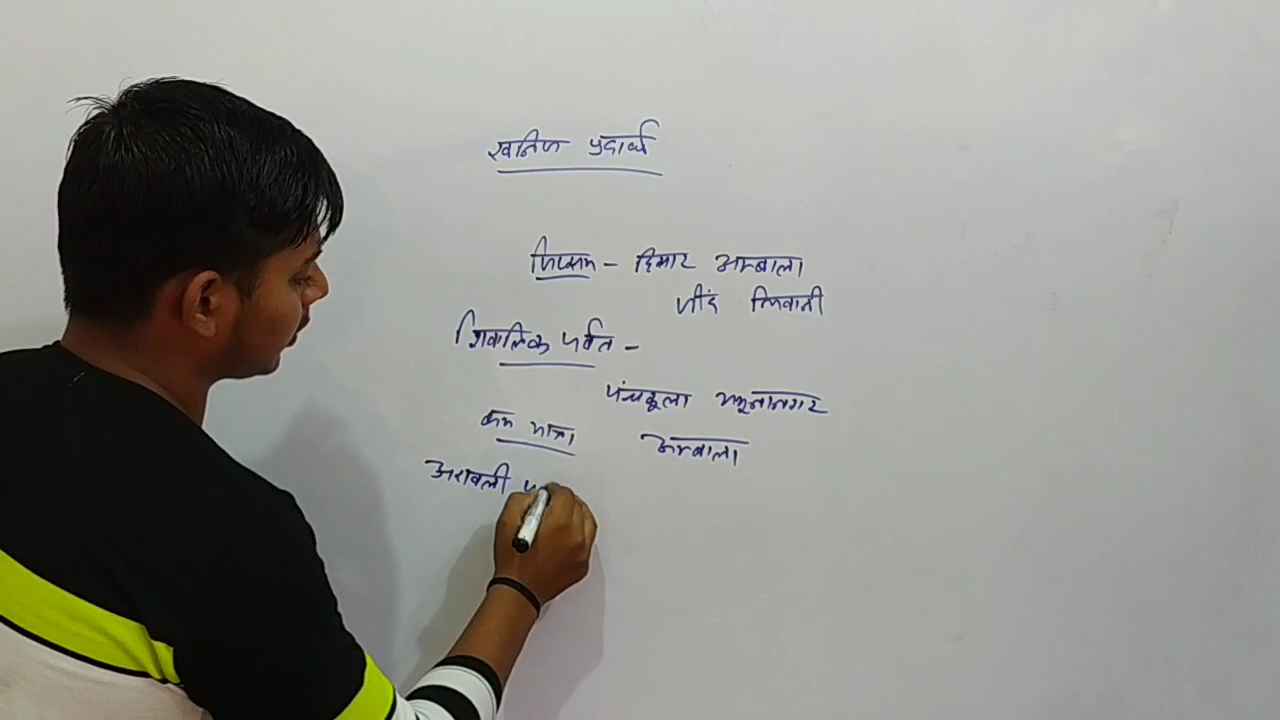 खनिज पदार्थ
जिप्सम - हिसार अम्बाला
जींद भिवानी
शिवालिक पर्वत -
पंचकूला यमुनानगर
कम मात्रा अम्बाला
अरावली प